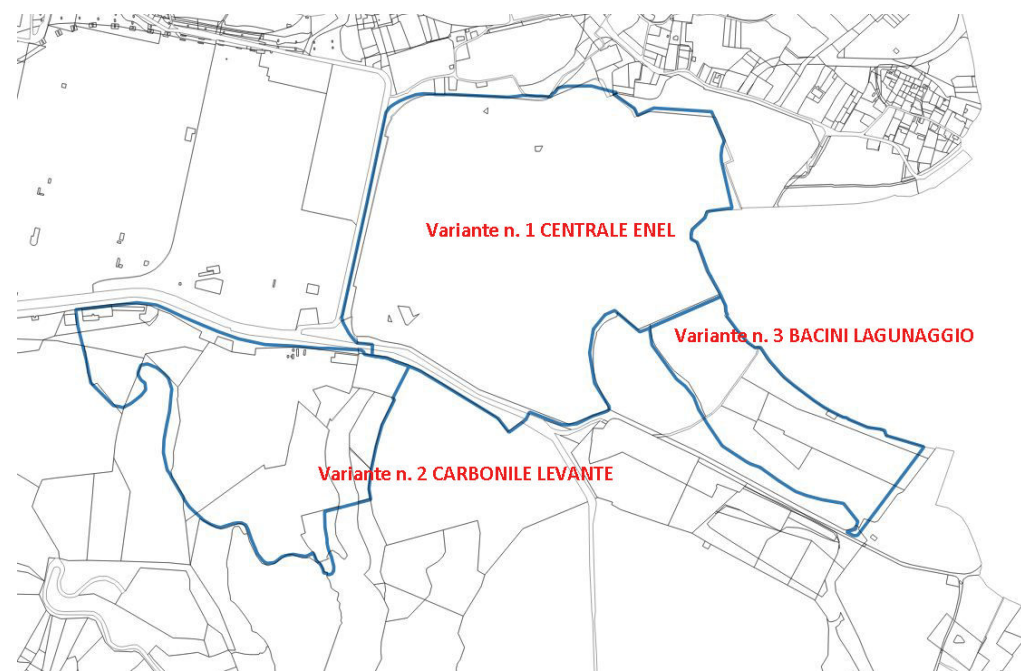 Variante n. 1 CENTRALE ENEL
Variante n. 3 BACINI LAGUNAGGIO
Variante n. 2 CARBONILE LEVANTE